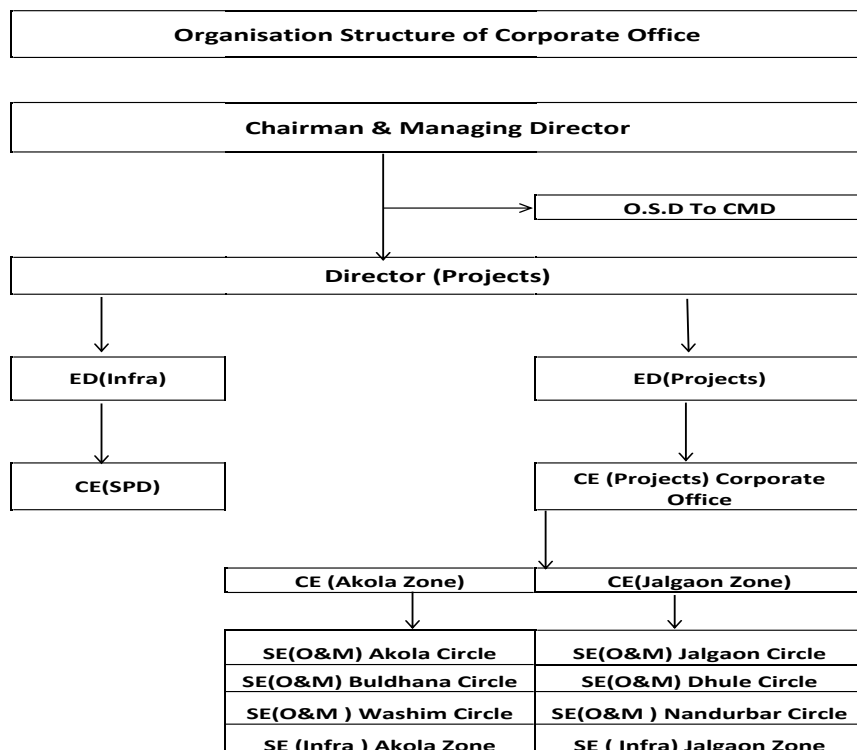 Organisation Structure of Corporate Office
Chairman & Managing Director
O.S.D To CMD
Director (Projects)
ED(Infra)
ED(Projects)
CE(SPD)
CE (Projects) Corporate
Office
CE (Akola Zone)
CE(Jalgaon Zone)
SE(O&M) Akola Circle
SE(O&M) Jalgaon Circle
SE(O&M) Buldhana Circle
SE(O&M) Dhule Circle
SE(O&M ) Washim Circle
SE(O&M ) Nandurbar Circle
SE (Infra ) Akola Zone
SE ( Infra) Jalgaon Zone